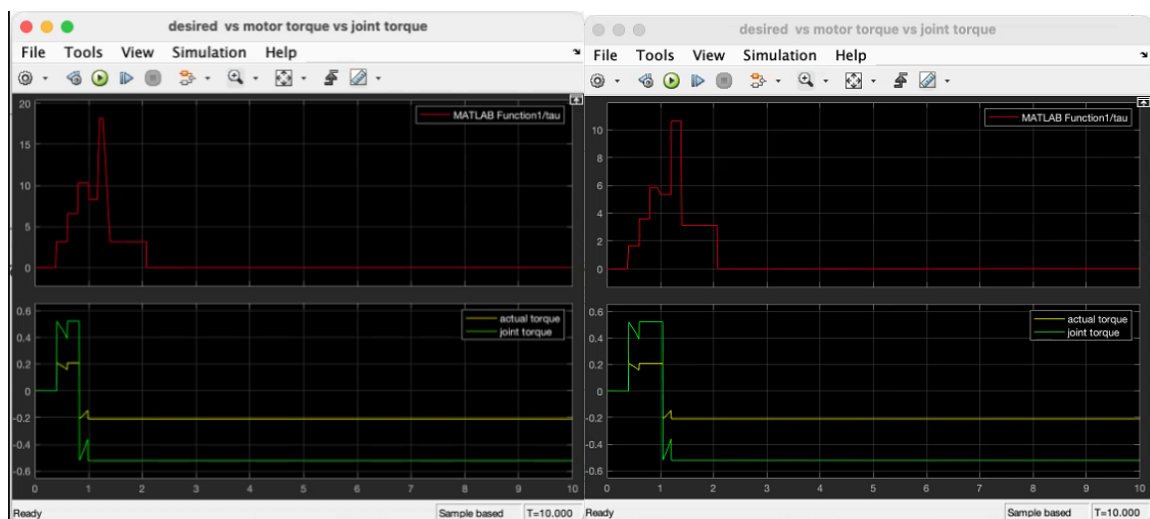 desired vs motor torque vs joint torque
File Tools View Simulation Help
MATLAB Function1/tau
20
15
10
5
0
actual torque
joint torque
0.6
0.4
0.2
0
-0.2
-0.4
-0.6
0 1 2 3 4 5 6 7 8 9 10
Ready Sample based T=10.000
desired vs motor torque vs joint torque
File Tools View Simulation Help
MATLAB Function1/tau
10
8
6
4
2
0
actual torque
joint torque
0.6
0.4
0.2
0
-0.2
-0.4
-0.6
0 1 2 3 4 5 6 7 8 9 10
Ready Sample based T=10.000